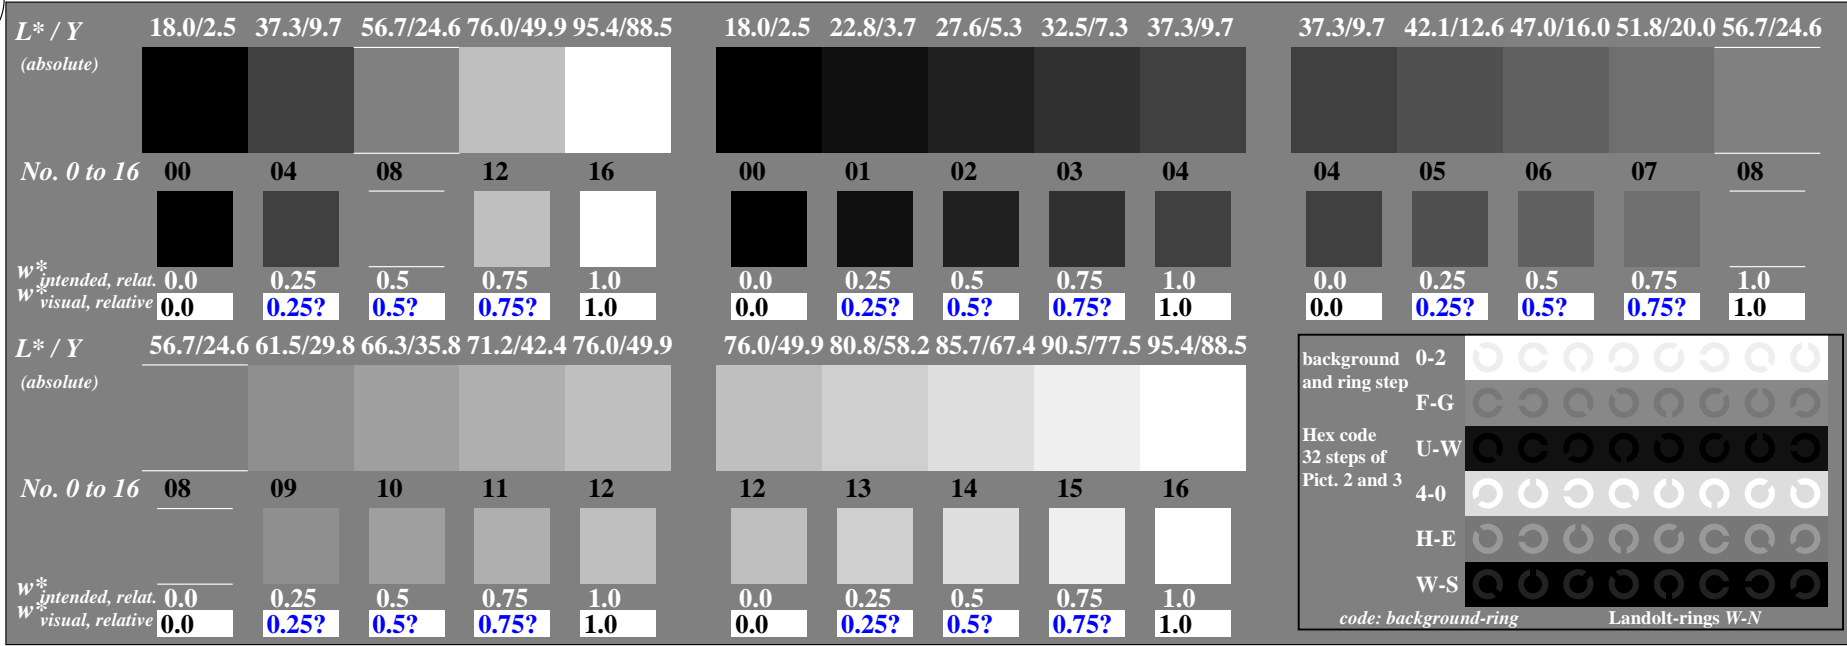 L* / Y 18.0/2.5 37.3/9.7 56.7/24.6 76.0/49.9 95.4/88.5 18.0/2.5 22.8/3.7 27.6/5.3 32.5/7.3 37.3/9.7 37.3/9.7 42.1/12.6 47.0/16.0 51.8/20.0 56.7/24.6
(absolute)
No. 0 to 16 00 04 08 12 16 00 01 02 03 04 04 05 06 07 08
w* intended, relat. 0.0 0.25 0.5 0.75 1.0 0.0 0.25 0.5 0.75 1.0 0.0 0.25 0.5 0.75 1.0
w* visual, relative 0.0 0.25? 0.5? 0.75? 1.0 0.0 0.25? 0.5? 0.75? 1.0 0.0 0.25? 0.5? 0.75? 1.0
L* / Y 56.7/24.6 61.5/29.8 66.3/35.8 71.2/42.4 76.0/49.9 76.0/49.9 80.8/58.2 85.7/67.4 90.5/77.5 95.4/88.5
(absolute)
No. 0 to 16 08 09 10 11 12 12 13 14 15 16
w* intended, relat. 0.0 0.25 0.5 0.75 1.0 0.0 0.25 0.5 0.75 1.0
w* visual, relative 0.0 0.25? 0.5? 0.75? 1.0 0.0 0.25? 0.5? 0.75? 1.0
background 0-2
and ring step
F-G
Hex code
U-W
32 steps of
Pict. 2 and 3
4-0
H-E
W-S
code: background-ring Landolt-rings W-N